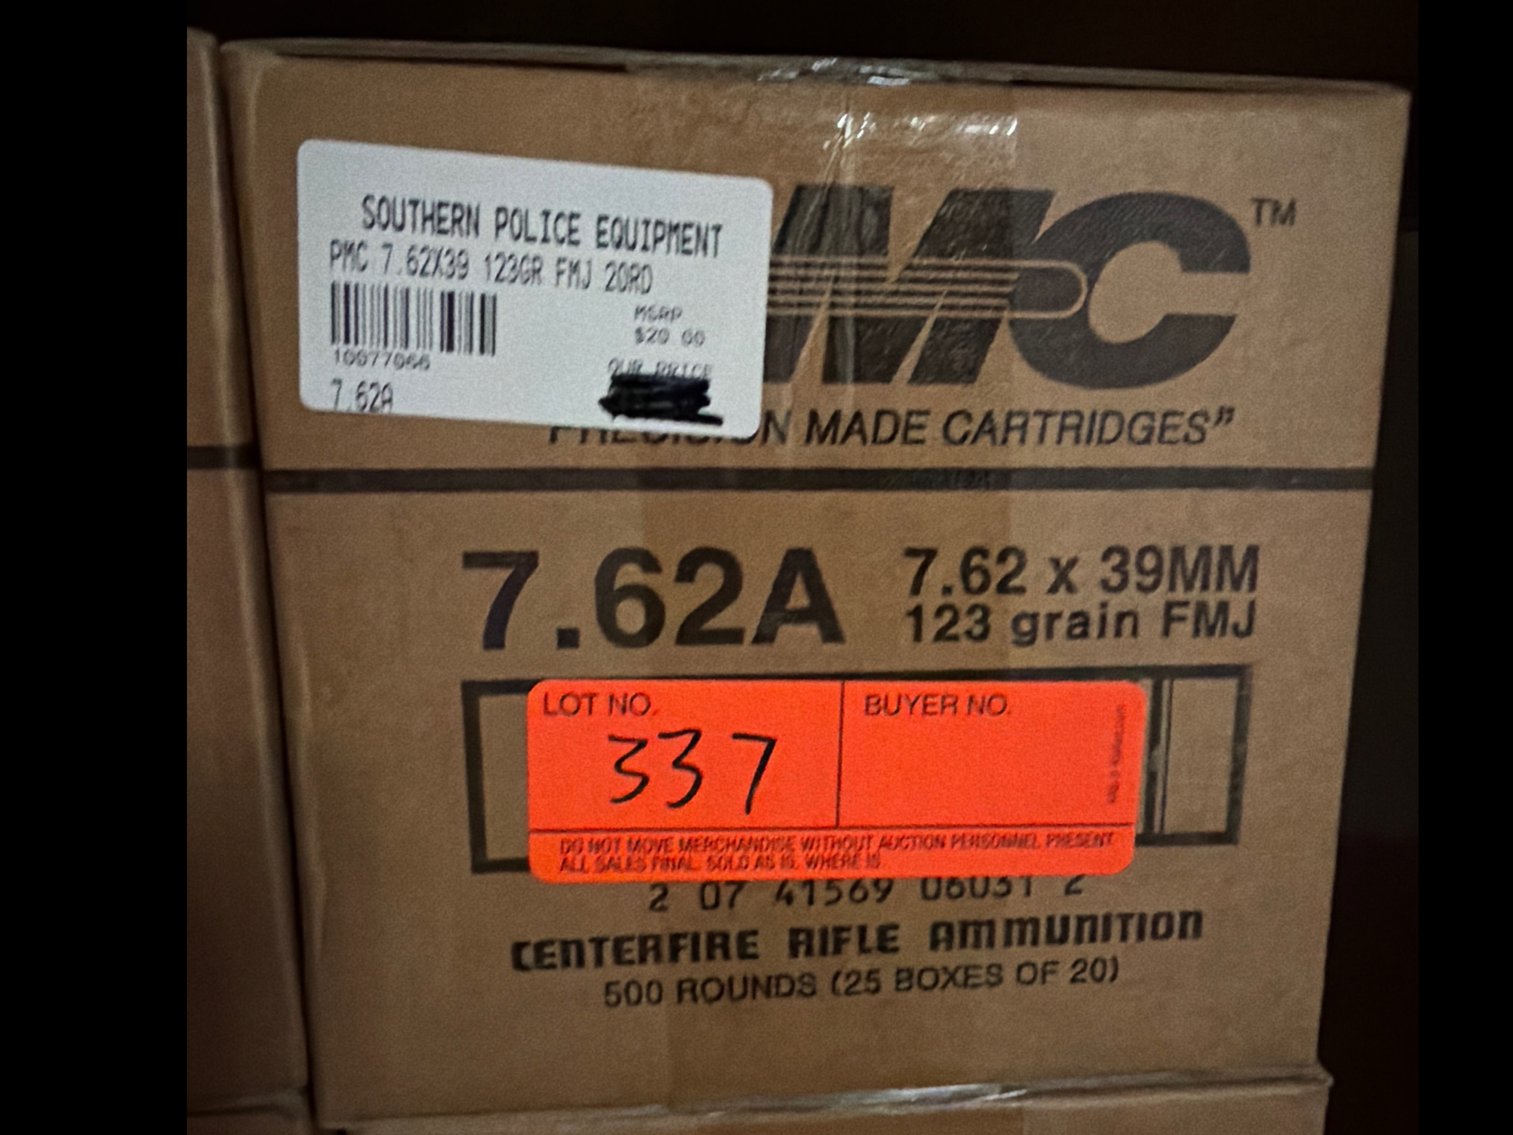 SOUTHERN POLICE EQUIPMENT
PMC 7.62X39 123GR FMJ 20RD
MSRP
$20.00
10077066
OUR PRICE
7.62A
MC™
MADE CARTRIDGES”
7.62A
7.62 x 39MM
123 grain FMJ
LOT NO.
337
BUYER NO.
DO NOT MOVE MERCHANDISE WITHOUT AUCTION PERSONNEL PRESENT
ALL SALES FINAL. SOLD AS IS, WHERE IS
2 07 41569 06031 2
CENTERFIRE RIFLE AMMUNITION
500 ROUNDS (25 BOXES OF 20)